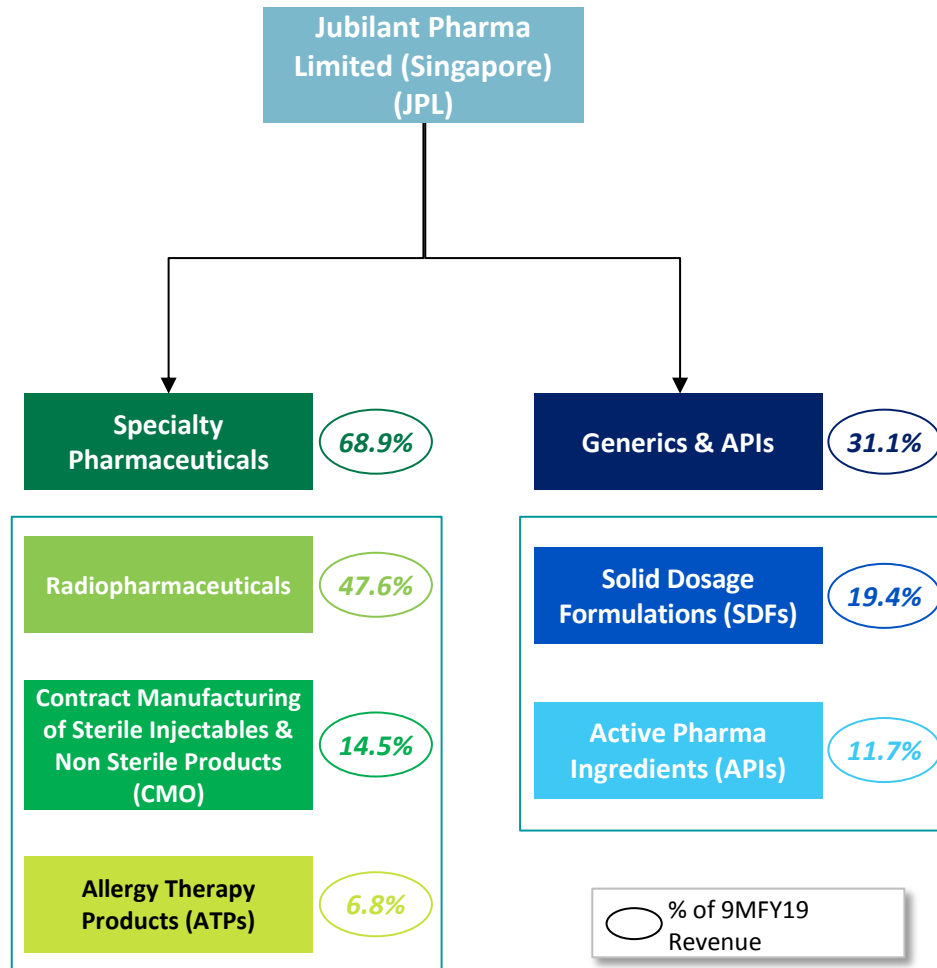 Jubilant Pharma
Limited (Singapore)
(JPL)
Specialty
Pharmaceuticals
68.9%
Generics & APIs
31.1%
Radiopharmaceuticals
47.6%
Solid Dosage
Formulations (SDFs)
19.4%
Contract Manufacturing
of Sterile Injectables &
Non Sterile Products
(CMO)
14.5%
Active Pharma
Ingredients (APIs)
11.7%
Allergy Therapy
Products (ATPs)
6.8%
% of 9MFY19
Revenue